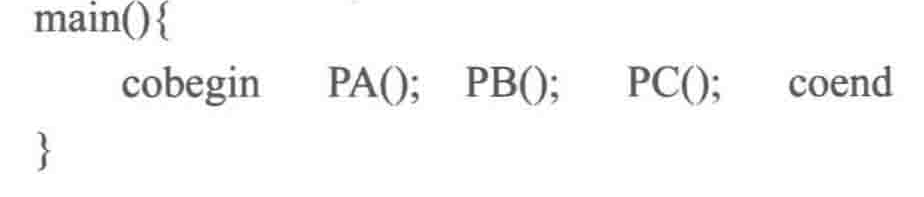 main(){
cobegin PA(); PB(); PC(); coend
}